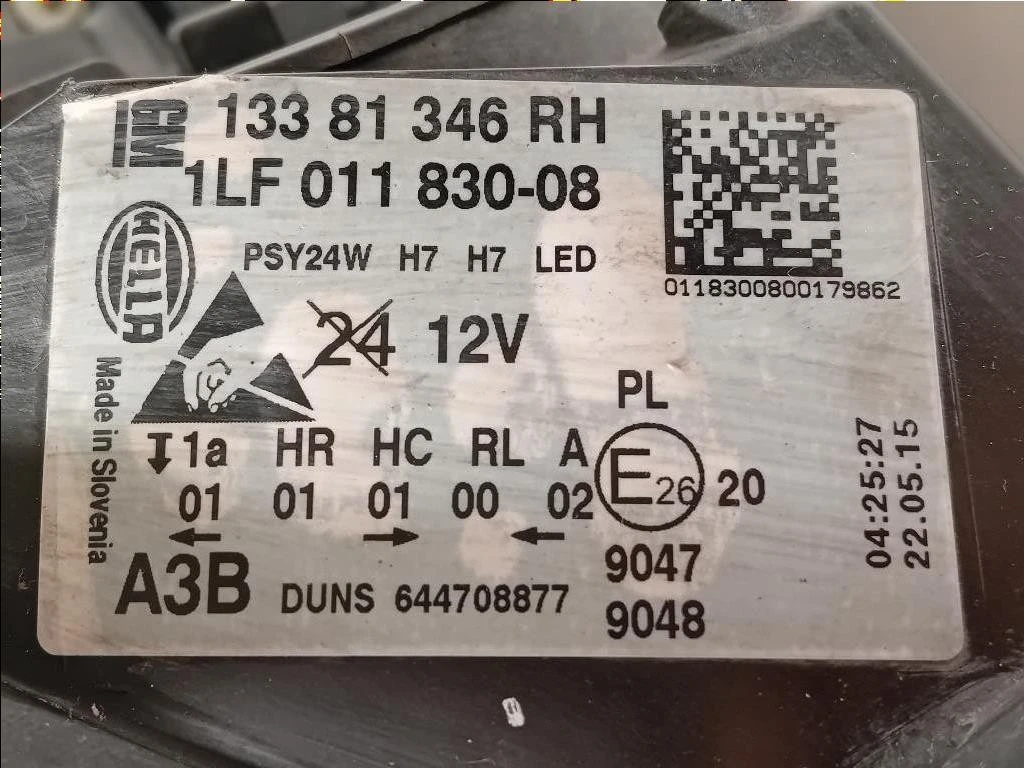 GM
133 81 346 RH
1LF 011 830-08
HELLA
PSY24W H7 H7 LED
0118300800179862
24 12V
Made in Slovenia
PL
1a HR HC RL A
01 01 01 00 02
E26 20
A3B DUNS 644708877
9047
9048
04:25:27
22.05.15